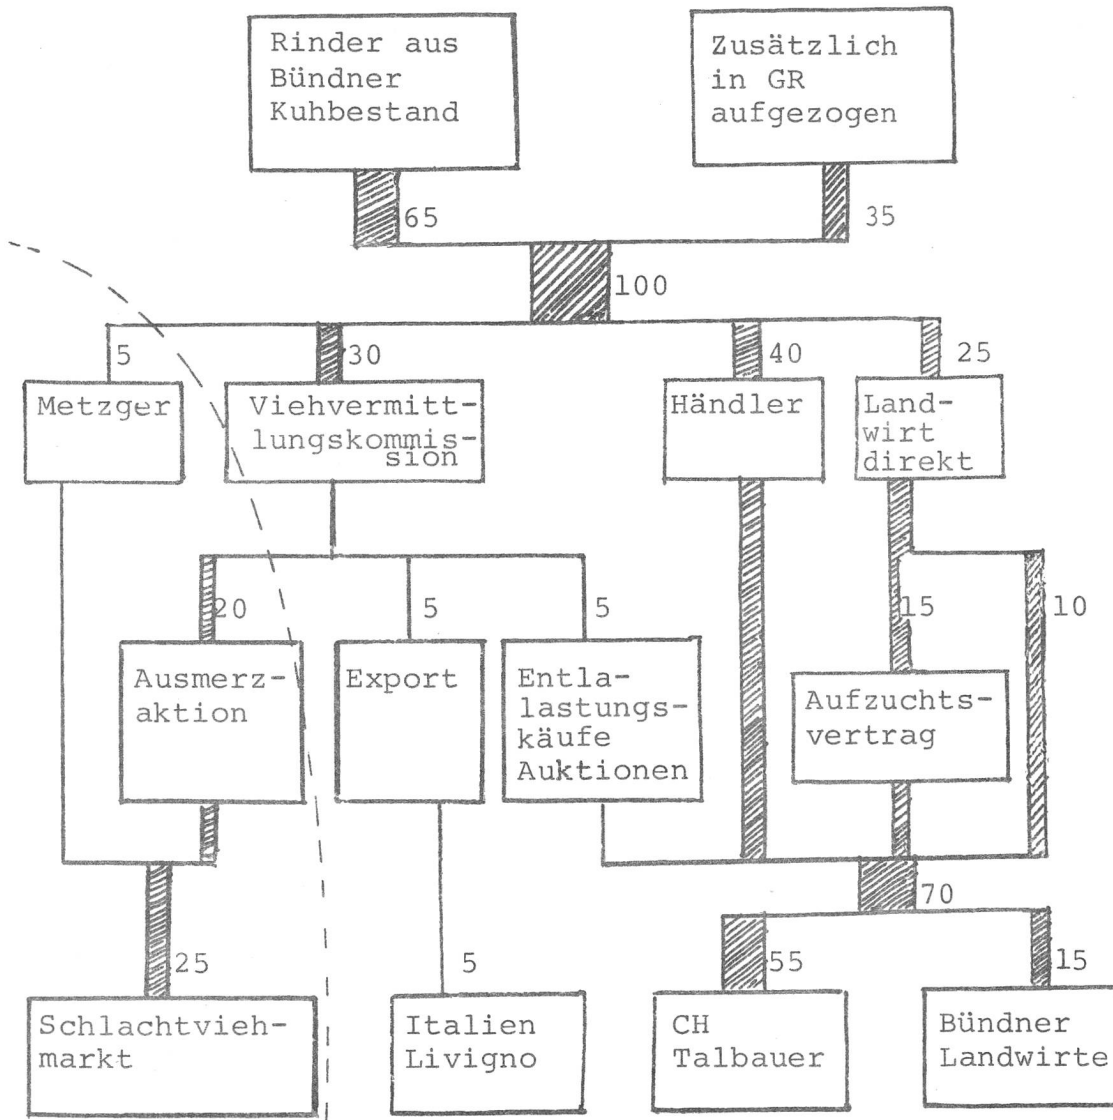 Rinder aus
Bündner
Kuhbestand
Zusätzlich
in GR
aufgezogen
65
35
100
5
30
40
25
Metzger
Viehvermitt-
lungskommis-
sion
Händler
Land-
wirt
direkt
20
5
5
15
10
Ausmerz-
aktion
Export
Entla-
lastungs-
käufe
Auktionen
Aufzuchts-
vertrag
70
25
5
55
15
Schlachtvieh-
markt
Italien
Livigno
CH
Talbauer
Bündner
Landwirte